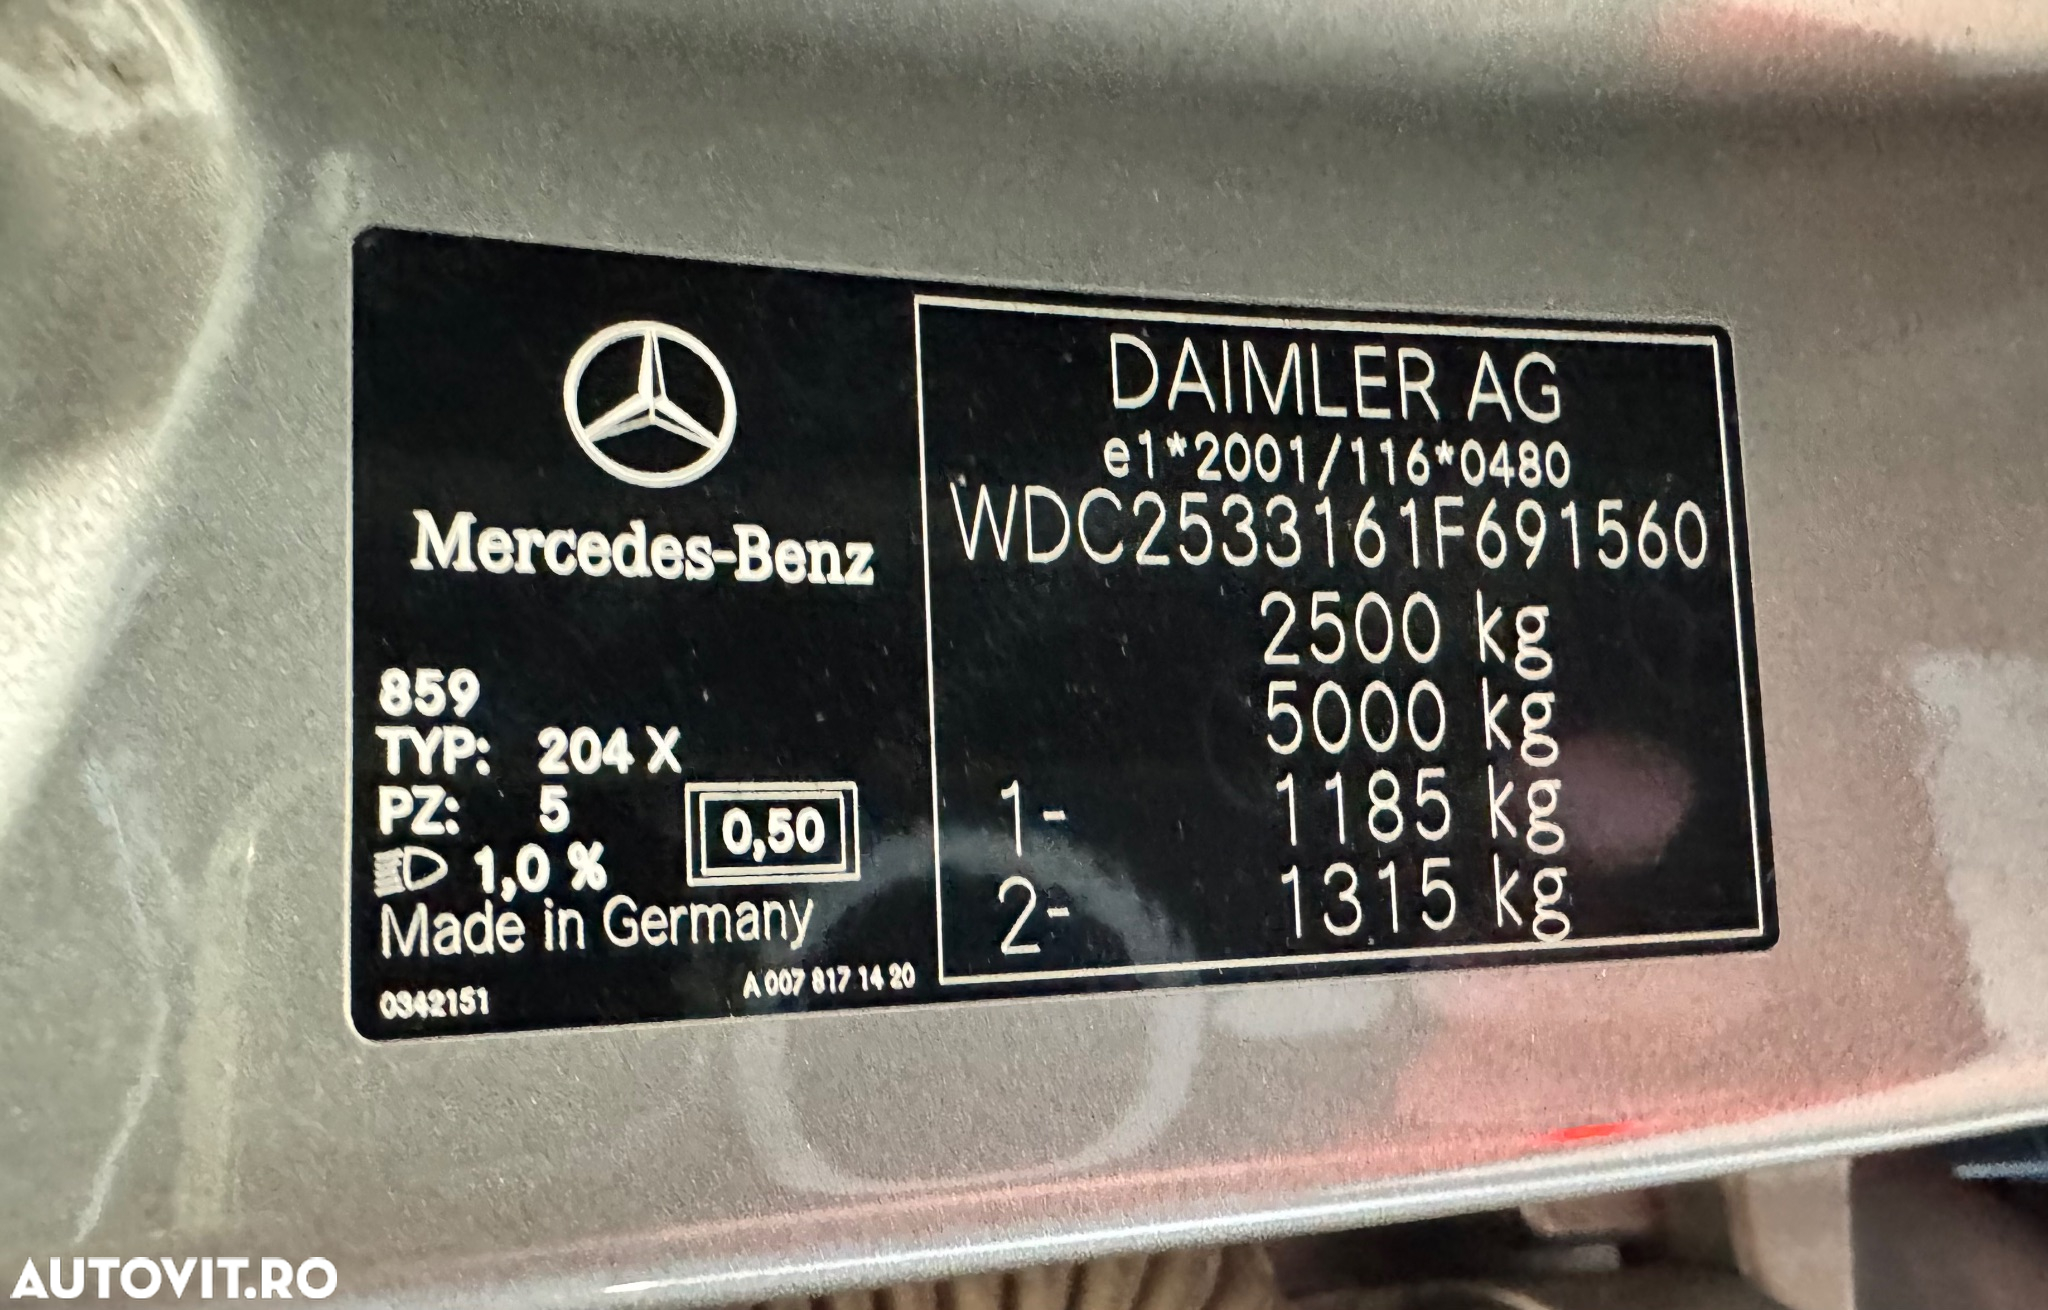 Mercedes-Benz
859
TYP: 204 X
PZ: 5
1,0 %
0,50
Made in Germany
0342151
A 007 817 14 20
DAIMLER AG
e1*2001/116*0480
WDC2533161F691560
2500 kg
5000 kg
1- 1185 kg
2- 1315 kg
AUTOVIT.RO